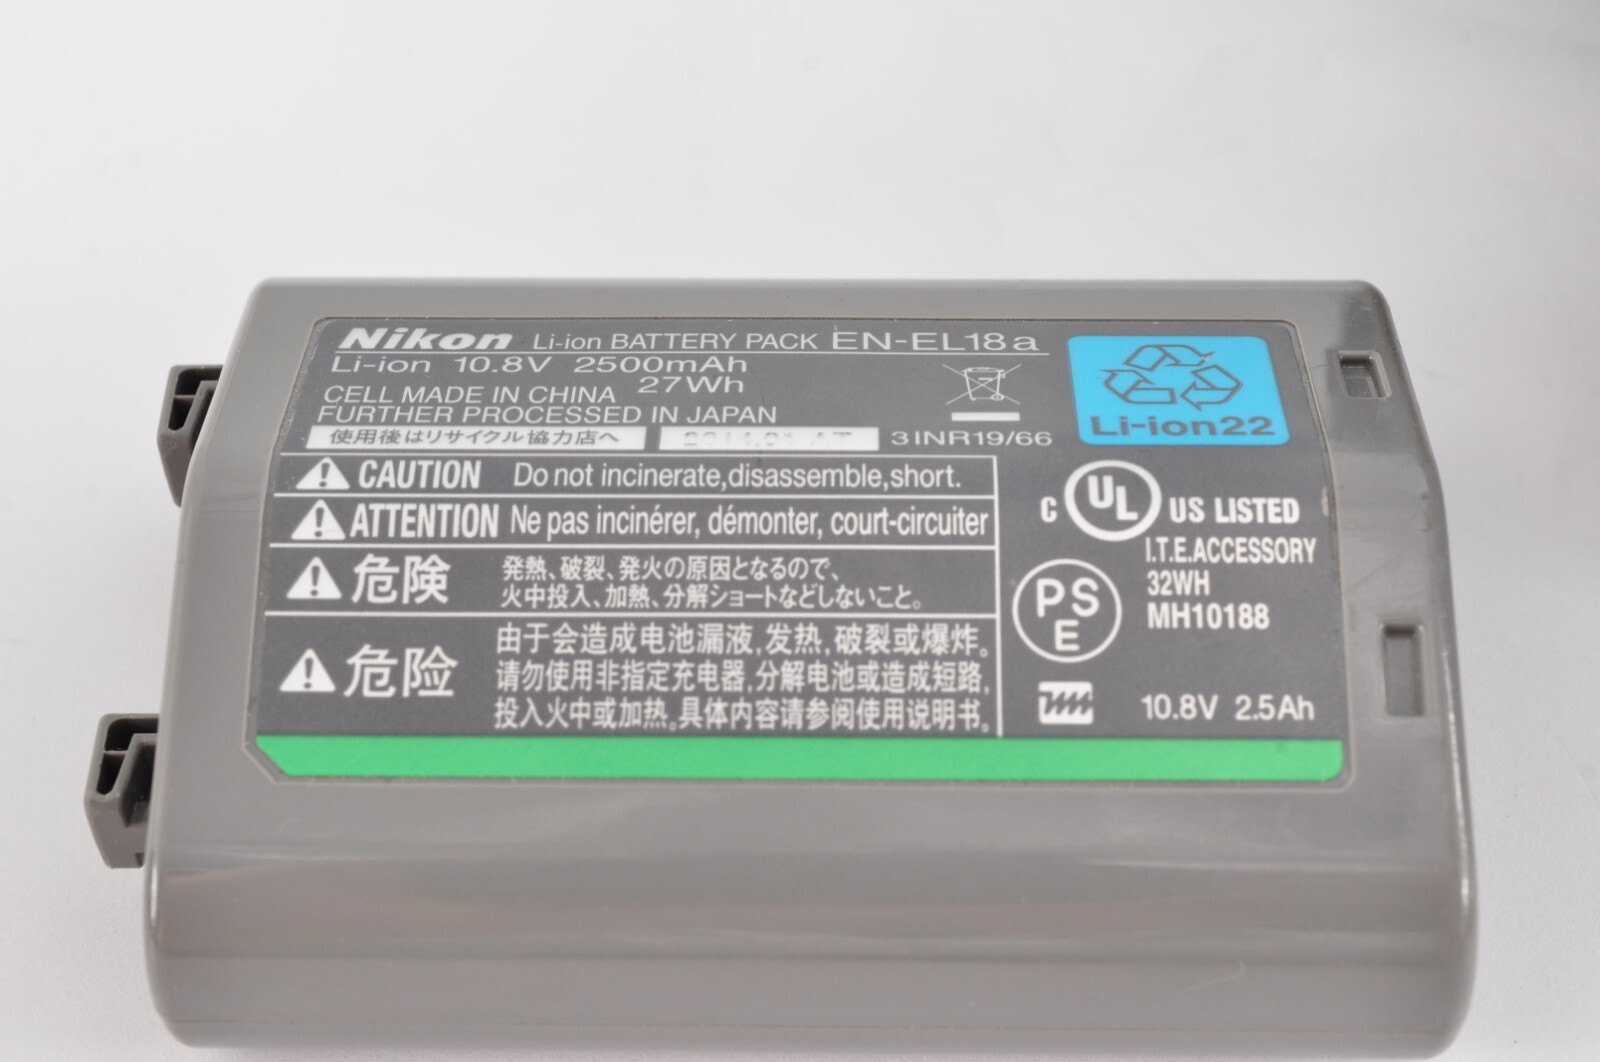 Nikon Li-ion BATTERY PACK EN-EL18a
Li-ion 10.8V 2500mAh
27Wh
CELL MADE IN CHINA
FURTHER PROCESSED IN JAPAN
使用後はリサイクル協力店へ
3INR19/66
Li-ion22
CAUTION Do not incinerate,disassemble,short.
ATTENTION Ne pas incinérer, démonter, court-circuiter
危険 発熱、破裂、発火の原因となるので、
火中投入、加熱、分解ショートなどしないこと。
危险 由于会造成电池漏液,发热,破裂或爆炸。
请勿使用非指定充电器,分解电池或造成短路,
投入火中或加热。具体内容请参阅使用说明书。
C UL US LISTED
I.T.E.ACCESSORY
32WH
MH10188
PS
E
10.8V 2.5Ah